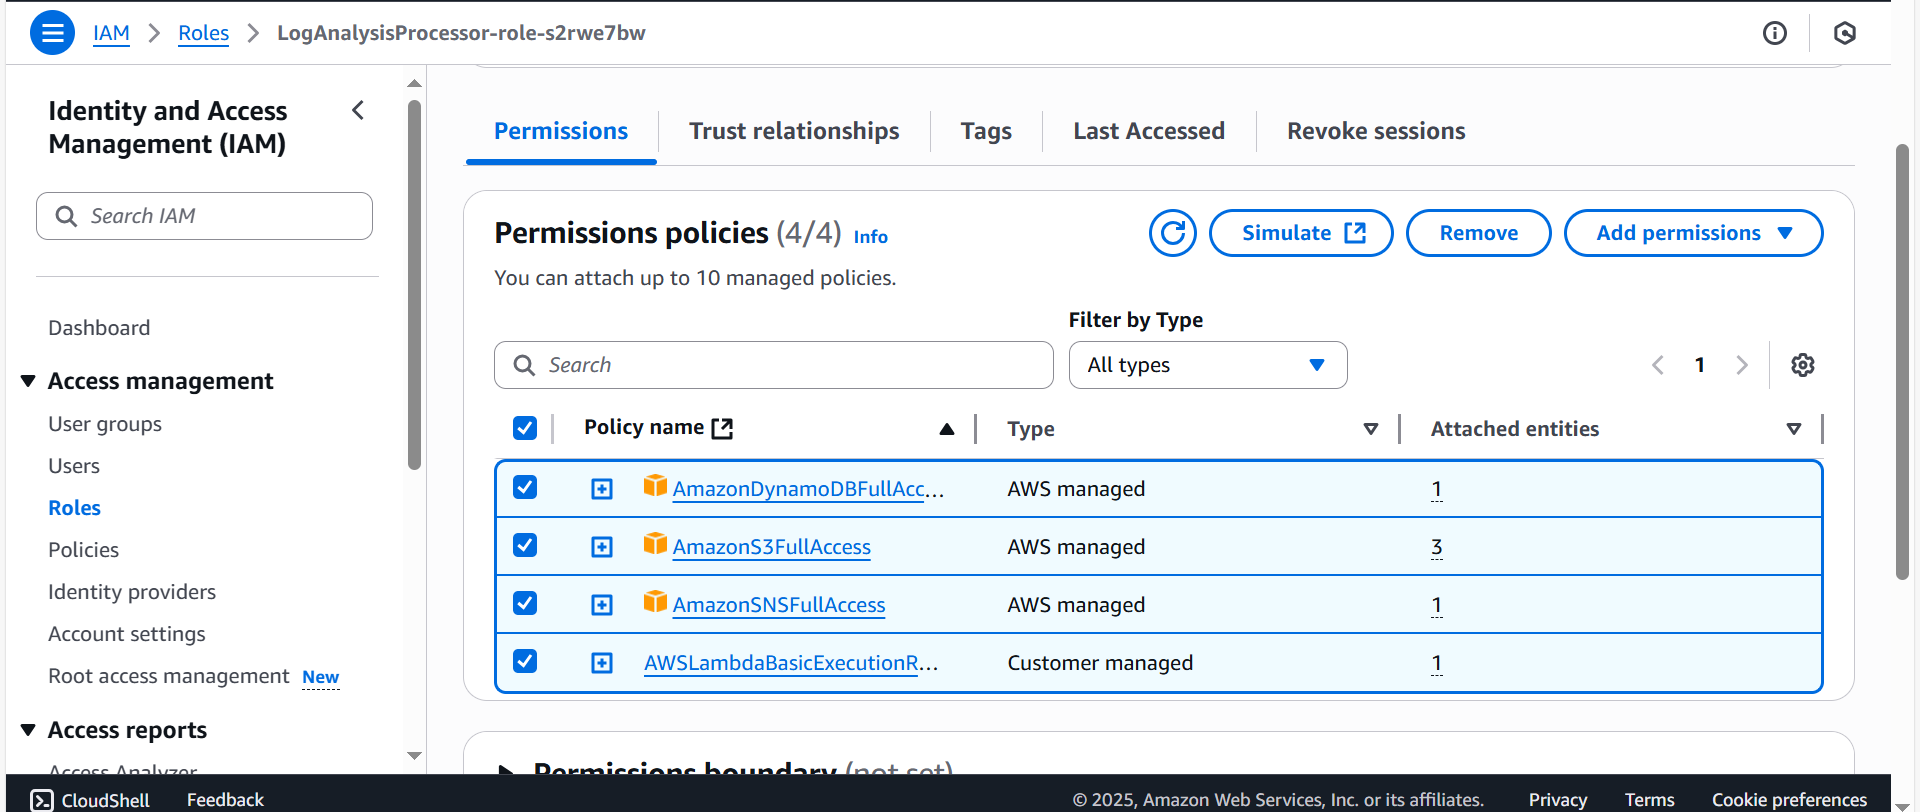 IAM > Roles > LogAnalysisProcessor-role-s2rwe7bw
Identity and Access
Management (IAM)
Search IAM
Dashboard
Access management
User groups
Users
Roles
Policies
Identity providers
Account settings
Root access management New
Access reports
Access Analyzer
Permissions Trust relationships Tags Last Accessed Revoke sessions
Permissions policies (4/4) Info
Simulate Remove Add permissions
You can attach up to 10 managed policies.
Filter by Type
Search All types 1
Policy name Type Attached entities
AmazonDynamoDBFullAcc... AWS managed 1
AmazonS3FullAccess AWS managed 3
AmazonSNSFullAccess AWS managed 1
AWSLambdaBasicExecutionR... Customer managed 1
Permissions boundary (not set)
CloudShell Feedback © 2025, Amazon Web Services, Inc. or its affiliates. Privacy Terms Cookie preferences